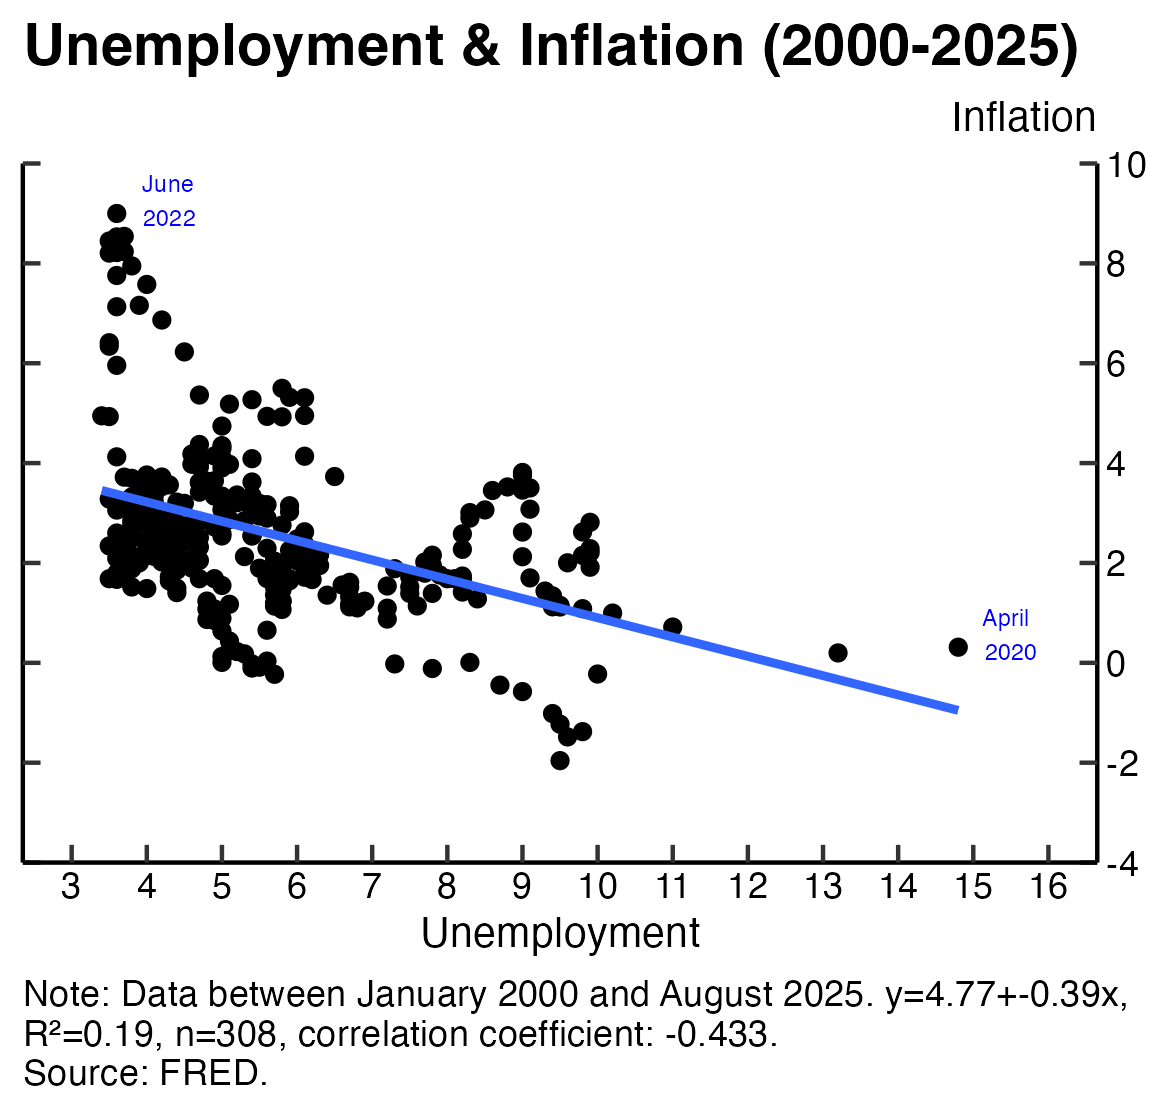 Unemployment & Inflation (2000-2025)
Inflation
10
June
2022
8
6
4
2
April
2020
0
-2
-4
3 4 5 6 7 8 9 10 11 12 13 14 15 16
Unemployment
Note: Data between January 2000 and August 2025. y=4.77+-0.39x,
R²=0.19, n=308, correlation coefficient: -0.433.
Source: FRED.